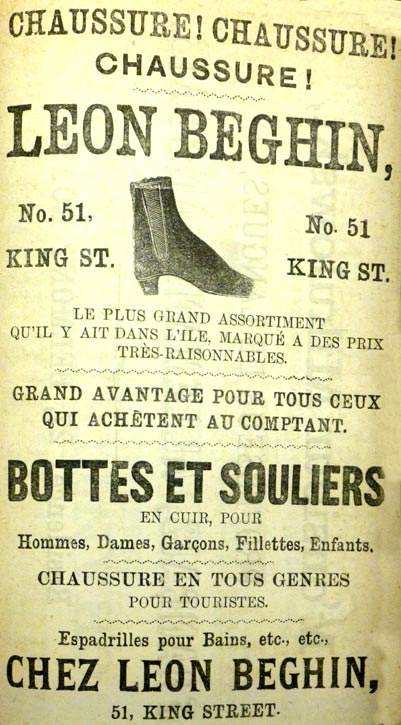 CHAUSSURE! CHAUSSURE!
CHAUSSURE!
LEON BEGHIN,
No. 51,
KING ST.
No. 51
KING ST.
LE PLUS GRAND ASSORTIMENT
QU'IL Y AIT DANS L'ILE, MARQUÉ A DES PRIX
TRÈS-RAISONNABLES.
GRAND AVANTAGE POUR TOUS CEUX
QUI ACHÈTENT AU COMPTANT.
BOTTES ET SOULIERS
EN CUIR, POUR
Hommes, Dames, Garçons, Fillettes, Enfants.
CHAUSSURE EN TOUS GENRES
POUR TOURISTES.
Espadrilles pour Bains, etc., etc.,
CHEZ LEON BEGHIN,
51, KING STREET.